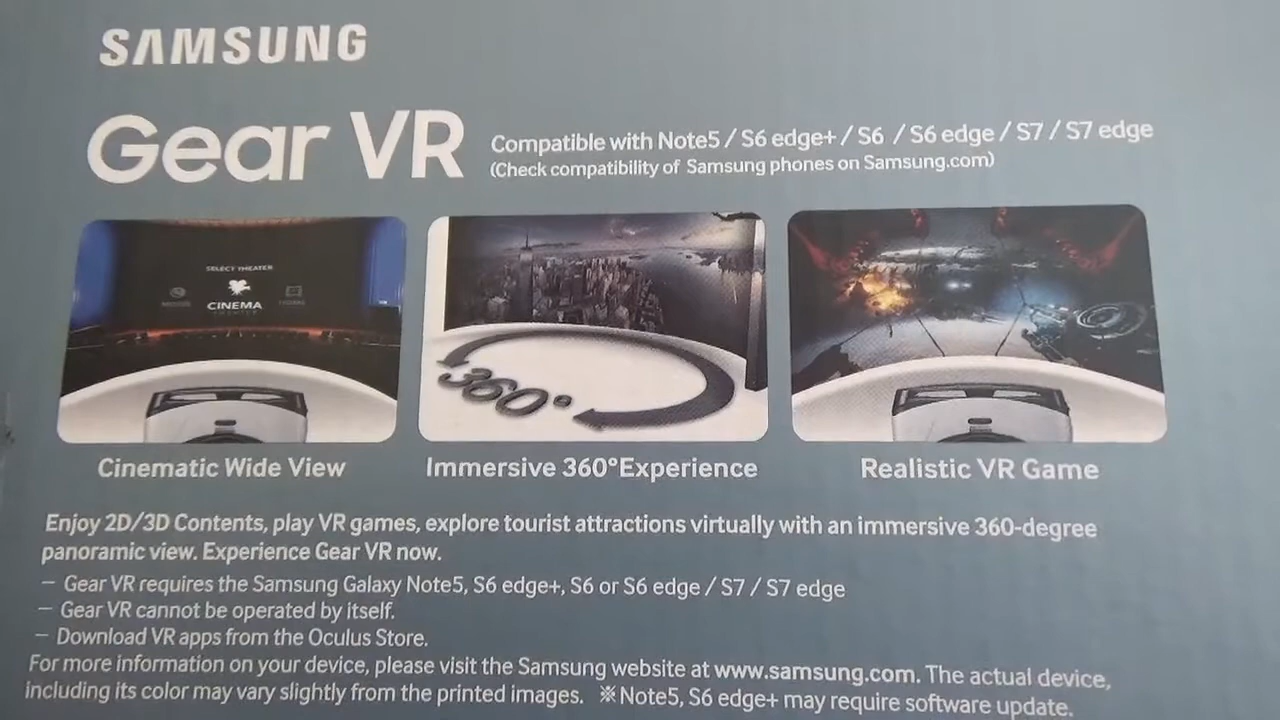 SAMSUNG
Gear VR
Compatible with Note5 / S6 edge+ / S6 / S6 edge / S7 / S7 edge
(Check compatibility of Samsung phones on Samsung.com)
SELECT THEATER
CINEMA
360°
Cinematic Wide View
Immersive 360°Experience
Realistic VR Game
Enjoy 2D/3D Contents, play VR games, explore tourist attractions virtually with an immersive 360-degree
panoramic view. Experience Gear VR now.
– Gear VR requires the Samsung Galaxy Note5, S6 edge+, S6 or S6 edge / S7 / S7 edge
– Gear VR cannot be operated by itself.
– Download VR apps from the Oculus Store.
For more information on your device, please visit the Samsung website at www.samsung.com. The actual device,
including its color may vary slightly from the printed images. ※Note5, S6 edge+ may require software update.